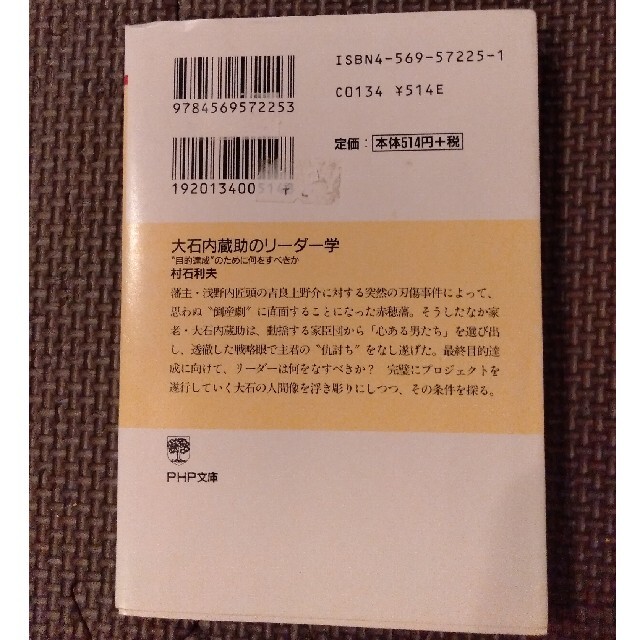 ISBN4-569-57225-1
C0134 ¥514E
9784569572253
定価：本体514円+税
192013400
大石内蔵助のリーダー学
“目的達成”のために何をすべきか
村石利夫
藩主・浅野内匠頭の吉良上野介に対する突然の刃傷事件によって、
思わぬ〝倒産劇〟に直面することになった赤穂藩。そうしたなか家
老・大石内蔵助は、動揺する家臣団から「心ある男たち」を選び出
し、透徹した戦略眼で主君の〝仇討ち〟をなし遂げた。最終目的達
成に向けて、リーダーは何をなすべきか？　完璧にプロジェクトを
遂行していく大石の人間像を浮き彫りにしつつ、その条件を探る。
PHP文庫